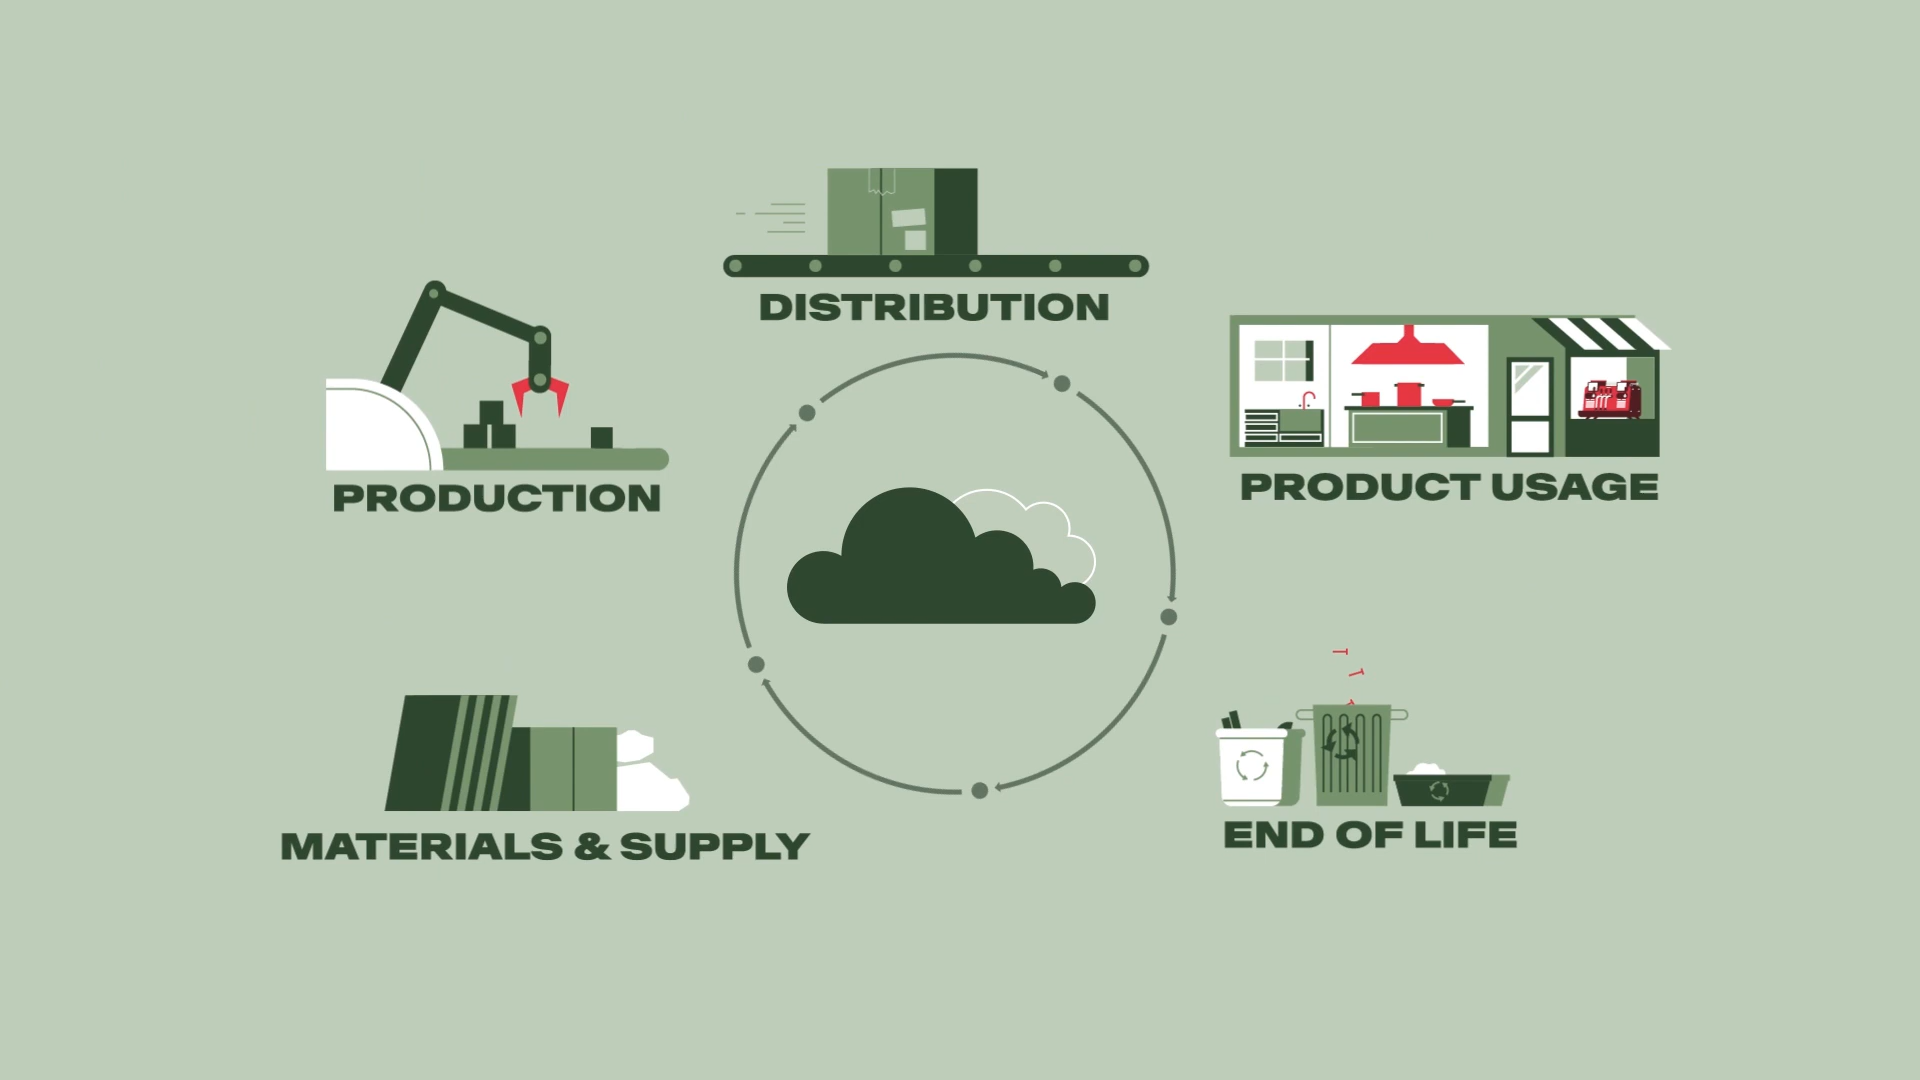 DISTRIBUTION
PRODUCTION
PRODUCT USAGE
MATERIALS & SUPPLY
END OF LIFE